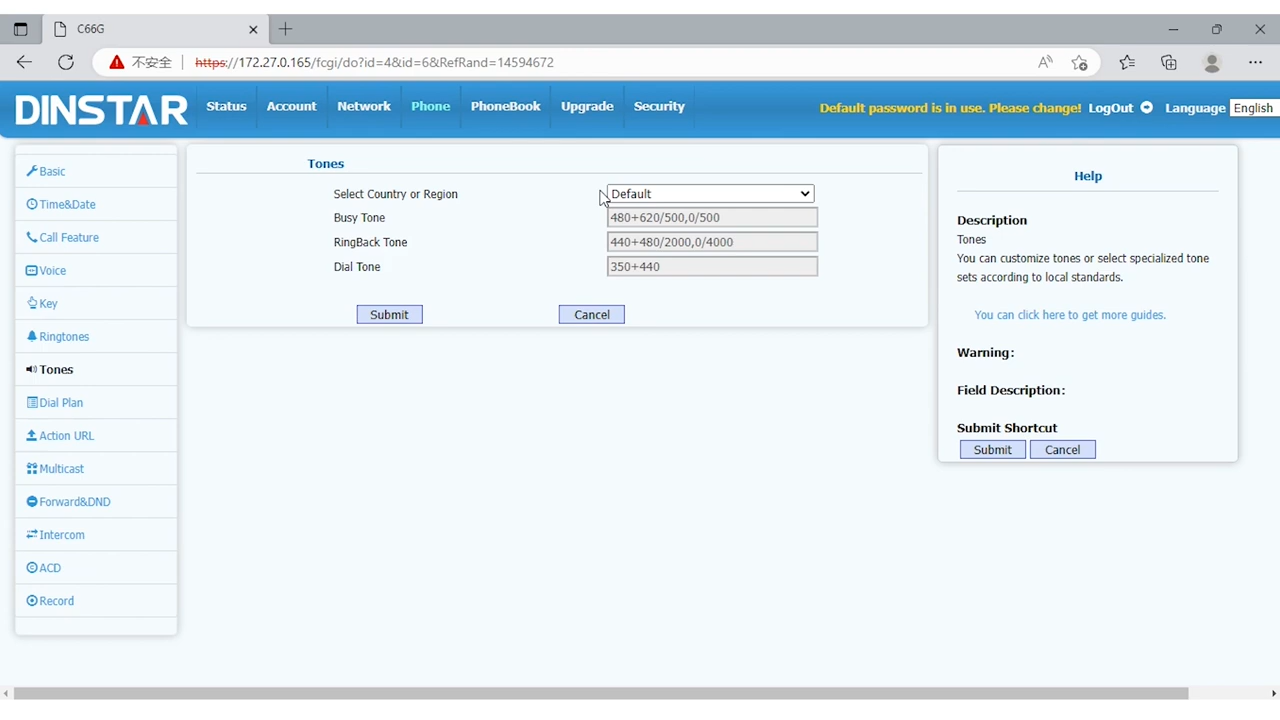 C66G
不安全
https://172.27.0.165/fcgi/do?id=4&id=6&RefRand=14594672
DINSTAR
Status
Account
Network
Phone
PhoneBook
Upgrade
Security
Default password is in use. Please change!
LogOut
Language
English
Basic
Time&Date
Call Feature
Voice
Key
Ringtones
Tones
Dial Plan
Action URL
Multicast
Forward&DND
Intercom
ACD
Record
Tones
Select Country or Region
Default
Busy Tone
480+620/500,0/500
RingBack Tone
440+480/2000,0/4000
Dial Tone
350+440
Submit
Cancel
Help
Description
Tones
You can customize tones or select specialized tone
sets according to local standards.
You can click here to get more guides.
Warning:
Field Description:
Submit Shortcut
Submit
Cancel